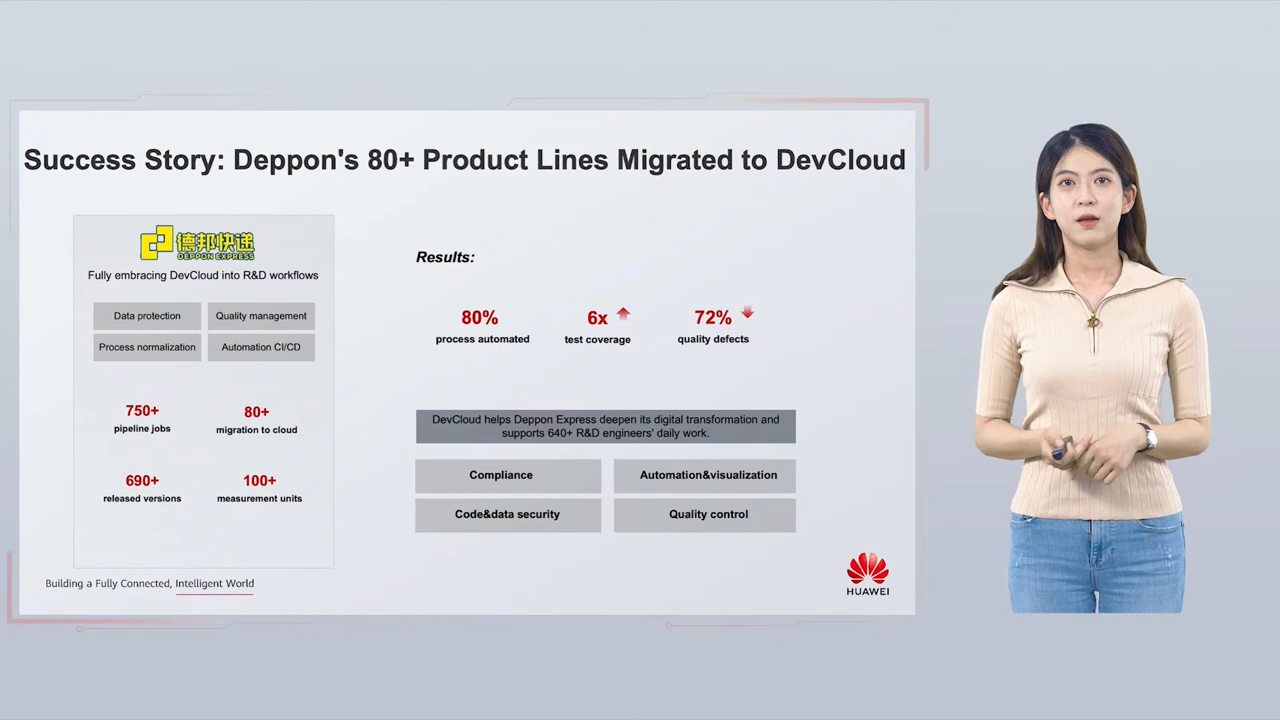 Success Story: Deppon's 80+ Product Lines Migrated to DevCloud
德邦快递
DEPPON EXPRESS
Fully embracing DevCloud into R&D workflows
Data protection
Quality management
Process normalization
Automation CI/CD
750+
pipeline jobs
80+
migration to cloud
690+
released versions
100+
measurement units
Results:
80%
process automated
6x
test coverage
72%
quality defects
DevCloud helps Deppon Express deepen its digital transformation and
supports 640+ R&D engineers' daily work.
Compliance
Automation&visualization
Code&data security
Quality control
Building a Fully Connected, Intelligent World
HUAWEI